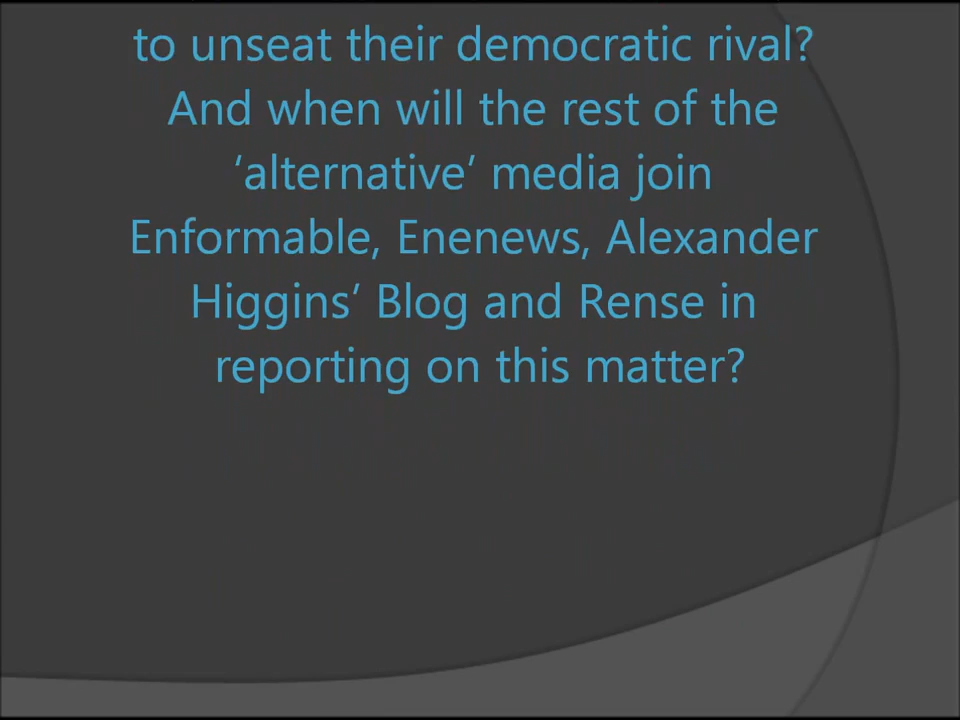 to unseat their democratic rival?
And when will the rest of the
‘alternative’ media join
Enformable, Enenews, Alexander
Higgins’ Blog and Rense in
reporting on this matter?